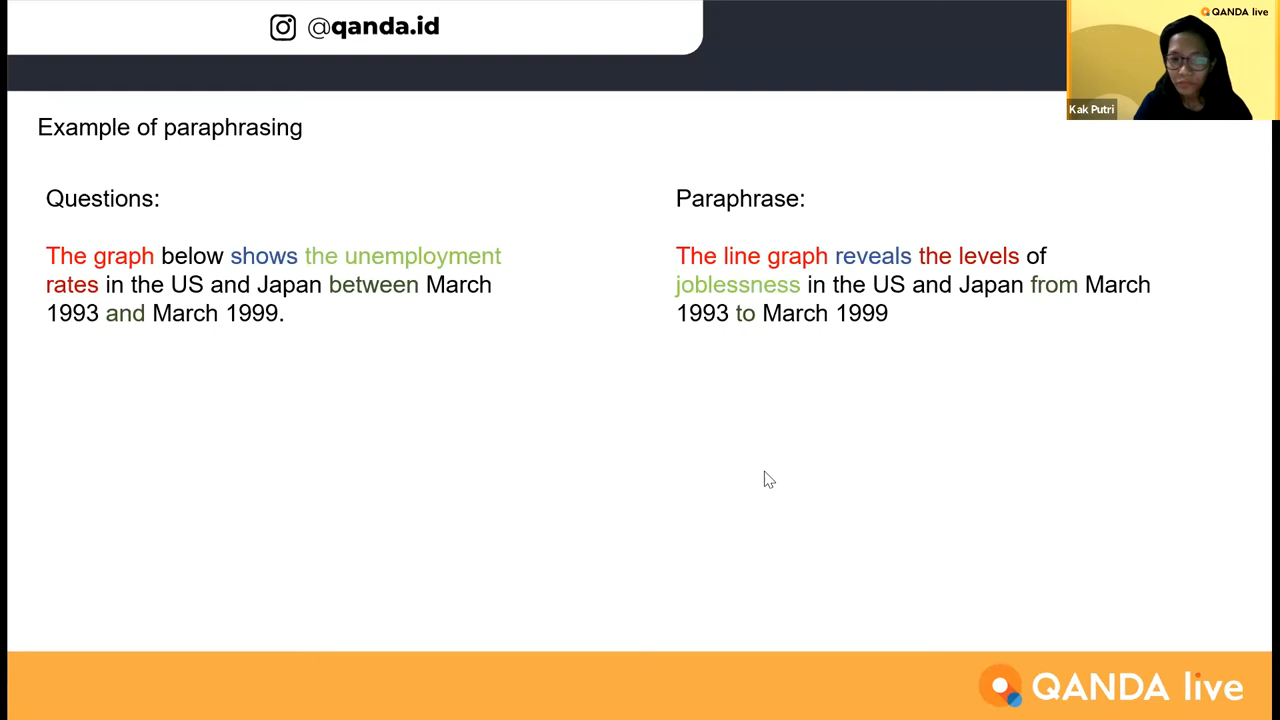 @qanda.id
QANDA live
Kak Putri
Example of paraphrasing
Questions:
The graph below shows the unemployment
rates in the US and Japan between March
1993 and March 1999.
Paraphrase:
The line graph reveals the levels of
joblessness in the US and Japan from March
1993 to March 1999
QANDA live